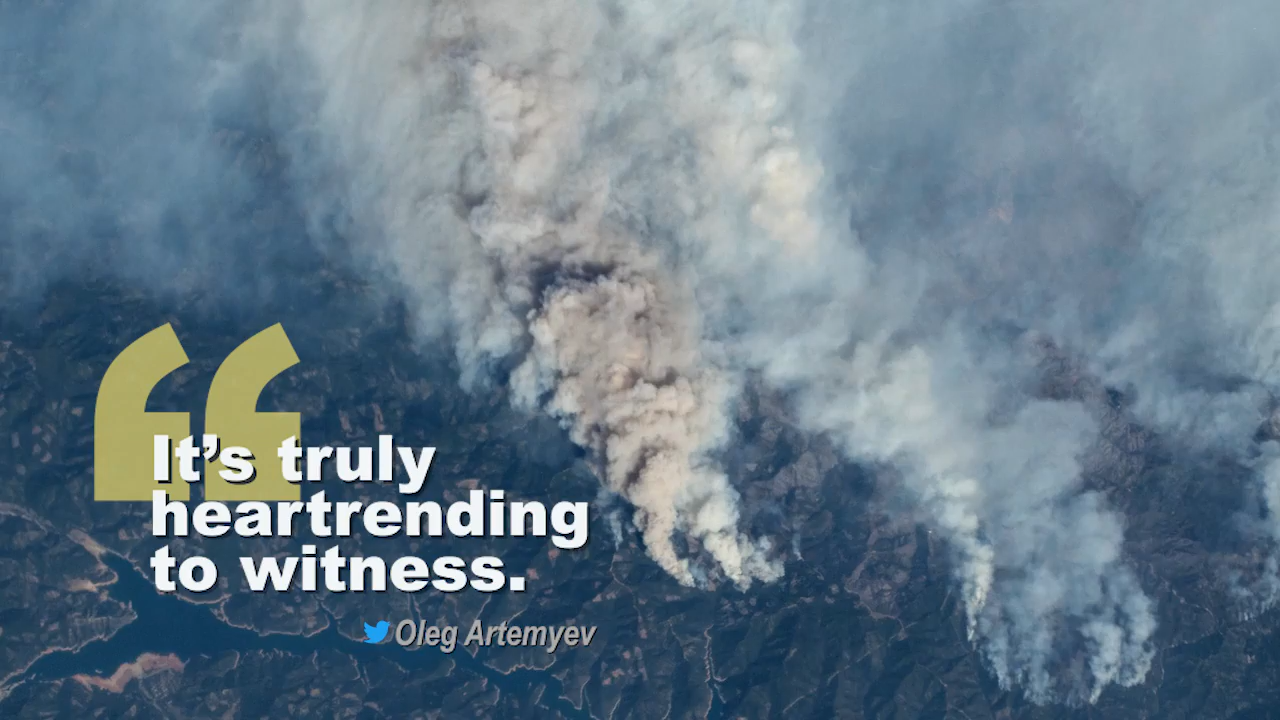 “
It’s truly
heartrending
to witness.
Oleg Artemyev